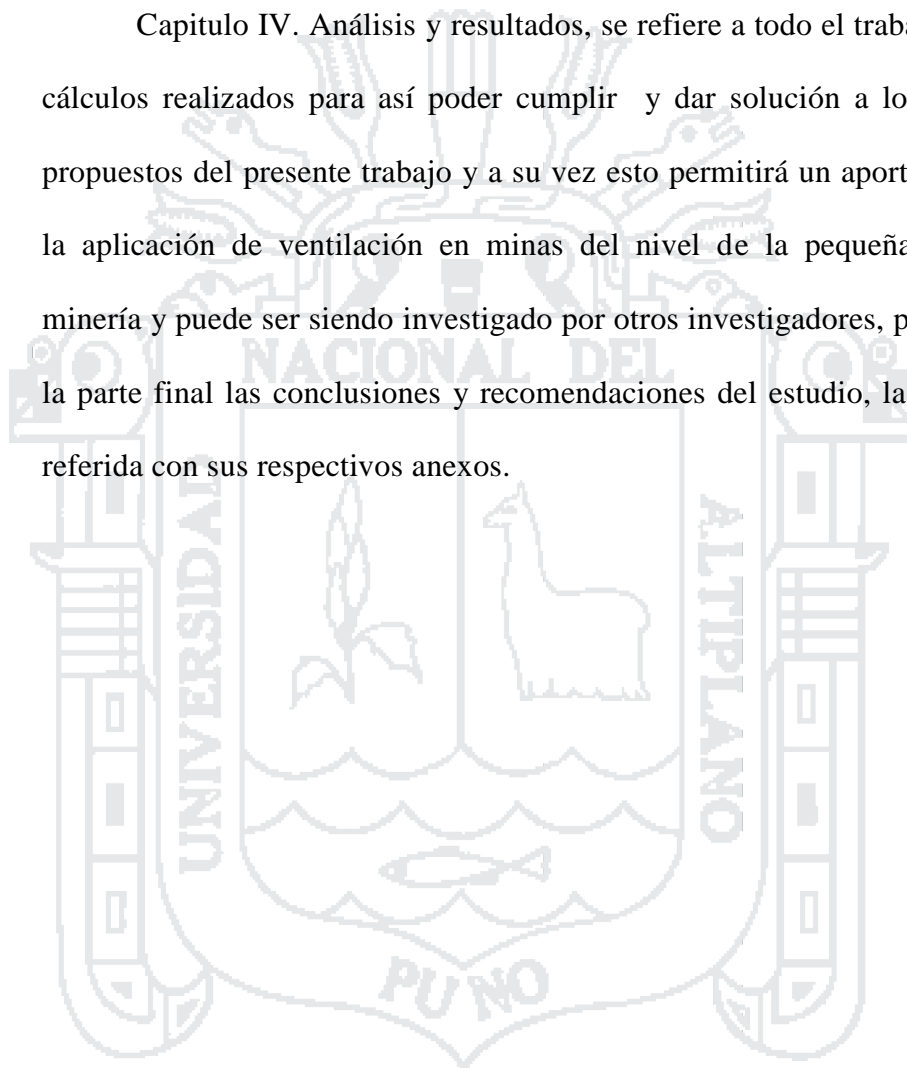 Capitulo IV. Análisis y resultados, se refiere a todo el
cálculos realizados para así poder cumplir y dar solución a
propuestos del presente trabajo y a su vez esto permitirá un
la aplicación de ventilación en minas del nivel de la pequeña
minería y puede ser siendo investigado por otros investigadores,
la parte final las conclusiones y recomendaciones del estudio, la
referida con sus respectivos anexos.
NACIONAL DEL
UNIVERSIDAD
ALTIPLANO
PUNO